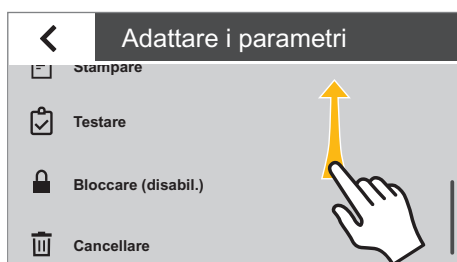 Adattare i parametri
Stampare
Testare
Bloccare (disabil.)
Cancellare